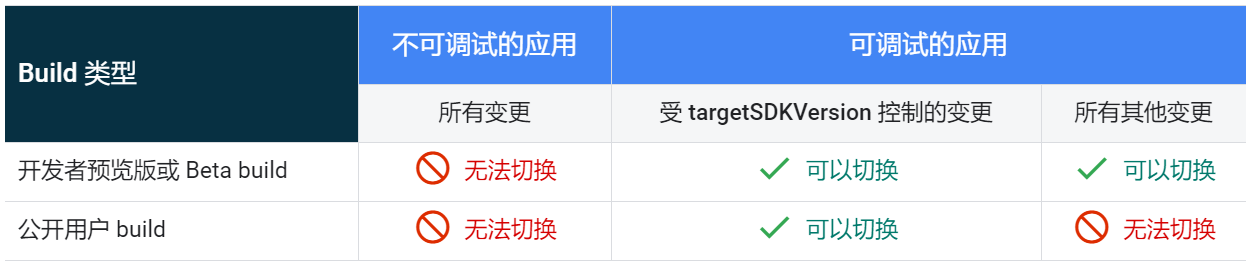 Build 类型
不可调试的应用
可调试的应用
所有变更
受 targetSDKVersion 控制的变更
所有其他变更
开发者预览版或 Beta build
无法切换
可以切换
可以切换
公开用户 build
无法切换
可以切换
无法切换